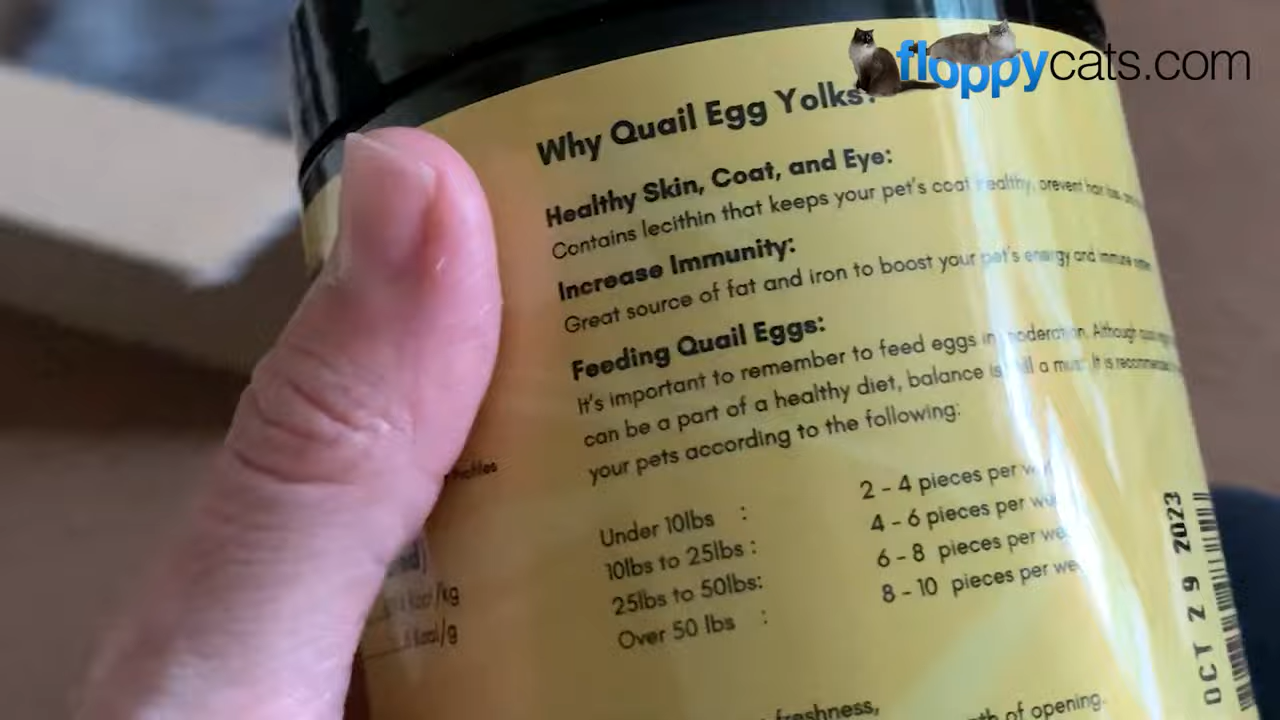 floppycats.com
Why Quail Egg Yolks?
Healthy Skin, Coat, and Eye:
Contains lecithin that keeps your pet's coat healthy, prevent hair loss,
Increase Immunity:
Great source of fat and iron to boost your pet's energy and immune
Feeding Quail Eggs:
It's important to remember to feed eggs in moderation. Although
can be a part of a healthy diet, balance is still a must. It is recommended
your pets according to the following:
Under 10lbs : 2 - 4 pieces per
10lbs to 25lbs : 4 - 6 pieces per
25lbs to 50lbs: 6 - 8 pieces per
Over 50 lbs : 8 - 10 pieces per
Profiles
kcal/kg
kcal/g
freshness,
of opening.
OCT 29 2023